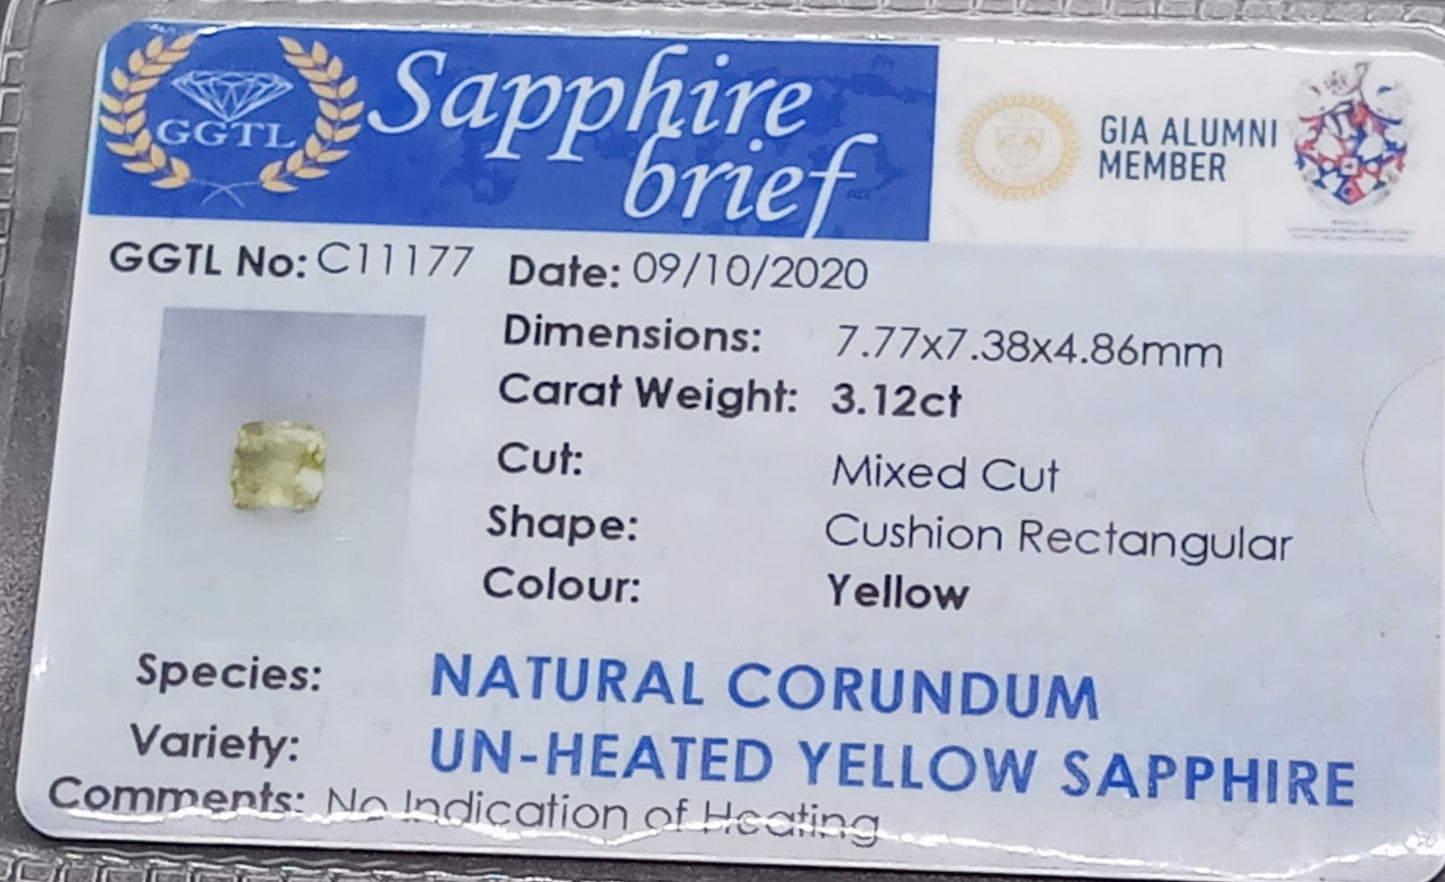 GGTL
Sapphire
brief
GIA ALUMNI
MEMBER
GGTL No: C11177 Date: 09/10/2020
Dimensions: 7.77x7.38x4.86mm
Carat Weight: 3.12ct
Cut: Mixed Cut
Shape: Cushion Rectangular
Colour: Yellow
Species: NATURAL CORUNDUM
Variety: UN-HEATED YELLOW SAPPHIRE
Comments: No Indication of Heating